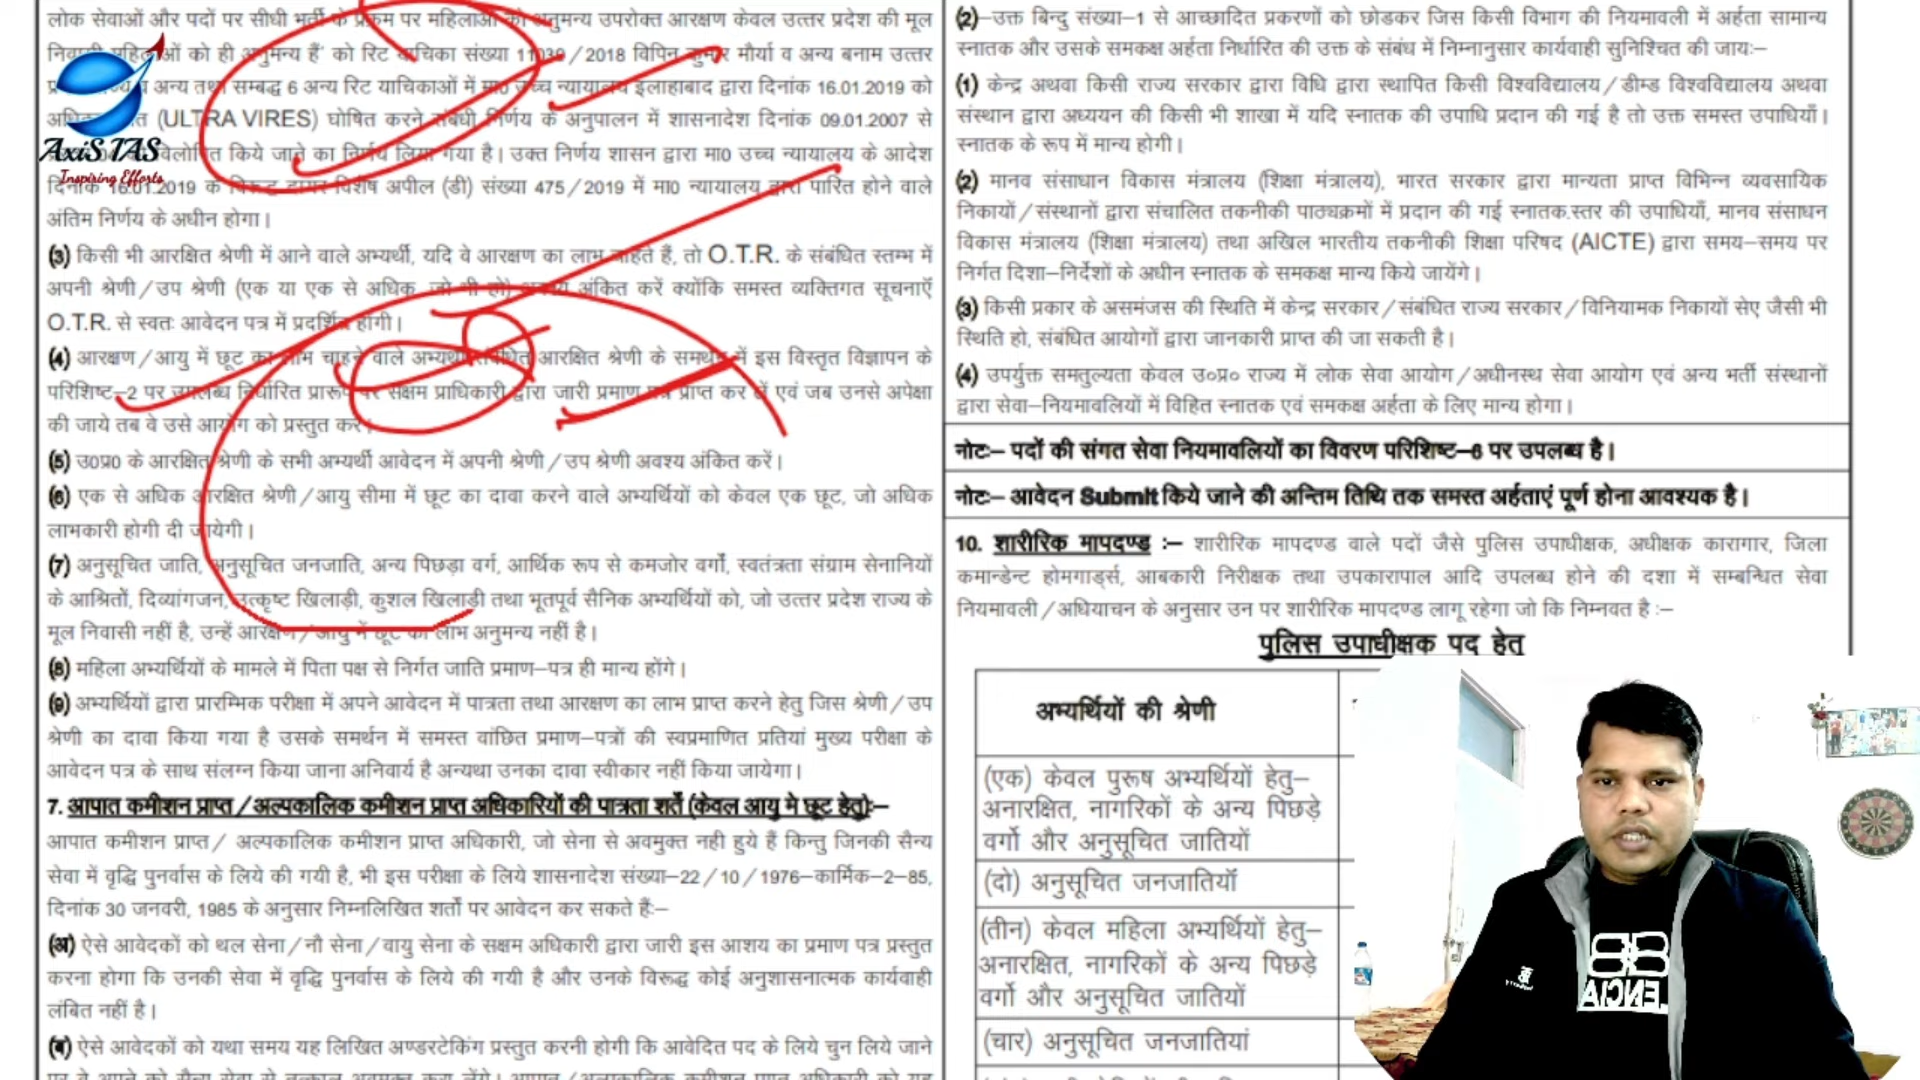 लोक सेवाओं और पदों पर सीधी भर्ती के प्रक्रम पर महिलाओं को अनुमन्य उपरोक्त आरक्षण केवल उत्तर प्रदेश की मूल
को ही अनुमन्य हैं' को रिट याचिका संख्या 11039/2018 विपिन कुमार मौर्या व अन्य बनाम उत्तर
अन्य तथा सम्बद्ध 6 अन्य रिट याचिकाओं में मा0 उच्च न्यायालय इलाहाबाद द्वारा दिनांक 16.01.2019 को
(ULTRA VIRES) घोषित करने संबंधी निर्णय के अनुपालन में शासनादेश दिनांक 09.01.2007 से
किये जाने का निर्णय लिया गया है। उक्त निर्णय शासन द्वारा मा0 उच्च न्यायालय के आदेश
दिनांक 16.01.2019 के विरूद्ध दायर विशेष अपील (डी) संख्या 475/2019 में मा0 न्यायालय द्वारा पारित होने वाले
अंतिम निर्णय के अधीन होगा।
(3) किसी भी आरक्षित श्रेणी में आने वाले अभ्यर्थी, यदि वे आरक्षण का लाभ चाहते हैं, तो O.T.R. के संबंधित स्तम्भ में
अपनी श्रेणी/उप श्रेणी (एक या एक से अधिक, जो भी हो) अवश्य अंकित करें क्योंकि समस्त व्यक्तिगत सूचनाएँ
O.T.R. से स्वतः आवेदन पत्र में प्रदर्शित होंगी।
(4) आरक्षण/आयु में छूट का लाभ चाहने वाले अभ्यर्थी संबंधित आरक्षित श्रेणी के समर्थन में इस विस्तृत विज्ञापन के
परिशिष्ट–2 पर उपलब्ध निर्धारित प्रारूप पर सक्षम प्राधिकारी द्वारा जारी प्रमाण पत्र प्राप्त कर लें एवं जब उनसे अपेक्षा
की जाये तब वे उसे आयोग को प्रस्तुत करें।
(5) उ0प्र0 के आरक्षित श्रेणी के सभी अभ्यर्थी आवेदन में अपनी श्रेणी/उप श्रेणी अवश्य अंकित करें।
(6) एक से अधिक आरक्षित श्रेणी/आयु सीमा में छूट का दावा करने वाले अभ्यर्थियों को केवल एक छूट, जो अधिक
लाभकारी होगी दी जायेगी।
(7) अनुसूचित जाति, अनुसूचित जनजाति, अन्य पिछड़ा वर्ग, आर्थिक रूप से कमजोर वर्गों, स्वतंत्रता संग्राम सेनानियों
के आश्रितों, दिव्यांगजन, उत्कृष्ट खिलाड़ी, कुशल खिलाड़ी तथा भूतपूर्व सैनिक अभ्यर्थियों को, जो उत्तर प्रदेश राज्य के
मूल निवासी नहीं है, उन्हें आरक्षण/आयु में छूट का लाभ अनुमन्य नहीं है।
(8) महिला अभ्यर्थियों के मामले में पिता पक्ष से निर्गत जाति प्रमाण–पत्र ही मान्य होंगे।
(9) अभ्यर्थियों द्वारा प्रारम्भिक परीक्षा में अपने आवेदन में पात्रता तथा आरक्षण का लाभ प्राप्त करने हेतु जिस श्रेणी/उप
श्रेणी का दावा किया गया है उसके समर्थन में समस्त वांछित प्रमाण–पत्रों की स्वप्रमाणित प्रतियां मुख्य परीक्षा के
आवेदन पत्र के साथ संलग्न किया जाना अनिवार्य है अन्यथा उनका दावा स्वीकार नहीं किया जायेगा।
7. आपात कमीशन प्राप्त/अल्पकालिक कमीशन प्राप्त अधिकारियों की पात्रता शर्तें (केवल आयु मे छूट हेतु):–
आपात कमीशन प्राप्त/ अल्पकालिक कमीशन प्राप्त अधिकारी, जो सेना से अवमुक्त नही हुये हैं किन्तु जिनकी सैन्य
सेवा में वृद्धि पुनर्वास के लिये की गयी है, भी इस परीक्षा के लिये शासनादेश संख्या–22/10/1976–कार्मिक–2–85,
दिनांक 30 जनवरी, 1985 के अनुसार निम्नलिखित शर्तों पर आवेदन कर सकते हैं:–
(अ) ऐसे आवेदकों को थल सेना/नौ सेना/वायु सेना के सक्षम अधिकारी द्वारा जारी इस आशय का प्रमाण पत्र प्रस्तुत
करना होगा कि उनकी सेवा में वृद्धि पुनर्वास के लिये की गयी है और उनके विरूद्ध कोई अनुशासनात्मक कार्यवाही
लंबित नहीं है।
(ब) ऐसे आवेदकों को यथा समय यह लिखित अण्डरटेकिंग प्रस्तुत करनी होगी कि आवेदित पद के लिये चुन लिये जाने
AxiS IAS
Inspiring Efforts
(2)–उक्त बिन्दु संख्या–1 से आच्छादित प्रकरणों को छोडकर जिस किसी विभाग की नियमावली में अर्हता सामान्य
स्नातक और उसके समकक्ष अर्हता निर्धारित की उक्त के संबंध में निम्नानुसार कार्यवाही सुनिश्चित की जायः–
(1) केन्द्र अथवा किसी राज्य सरकार द्वारा विधि द्वारा स्थापित किसी विश्वविद्यालय/डीम्ड विश्वविद्यालय अथवा
संस्थान द्वारा अध्ययन की किसी भी शाखा में यदि स्नातक की उपाधि प्रदान की गई है तो उक्त समस्त उपाधियाँ।
स्नातक के रूप में मान्य होगी।
(2) मानव संसाधान विकास मंत्रालय (शिक्षा मंत्रालय), भारत सरकार द्वारा मान्यता प्राप्त विभिन्न व्यवसायिक
निकायों/संस्थानों द्वारा संचालित तकनीकी पाठ्यक्रमों में प्रदान की गई स्नातक.स्तर की उपाधियाँ, मानव संसाधन
विकास मंत्रालय (शिक्षा मंत्रालय) तथा अखिल भारतीय तकनीकी शिक्षा परिषद (AICTE) द्वारा समय–समय पर
निर्गत दिशा–निर्देशों के अधीन स्नातक के समकक्ष मान्य किये जायेंगे।
(3) किसी प्रकार के असमंजस की स्थिति में केन्द्र सरकार/संबंधित राज्य सरकार/विनियामक निकायों सेए जैसी भी
स्थिति हो, संबंधित आयोगों द्वारा जानकारी प्राप्त की जा सकती है।
(4) उपर्युक्त समतुल्यता केवल उ०प्र० राज्य में लोक सेवा आयोग/अधीनस्थ सेवा आयोग एवं अन्य भर्ती संस्थानों
द्वारा सेवा–नियमावलियों में विहित स्नातक एवं समकक्ष अर्हता के लिए मान्य होगा।
नोटः– पदों की संगत सेवा नियमावलियों का विवरण परिशिष्ट–6 पर उपलब्ध है।
नोटः– आवेदन Submit किये जाने की अन्तिम तिथि तक समस्त अर्हताएं पूर्ण होना आवश्यक है।
10. शारीरिक मापदण्ड :– शारीरिक मापदण्ड वाले पदों जैसे पुलिस उपाधीक्षक, अधीक्षक कारागार, जिला
कमान्डेन्ट होमगार्ड्स, आबकारी निरीक्षक तथा उपकारापाल आदि उपलब्ध होने की दशा में सम्बन्धित सेवा
नियमावली/अधियाचन के अनुसार उन पर शारीरिक मापदण्ड लागू रहेगा जो कि निम्नवत है :–
पुलिस उपाधीक्षक पद हेतु
अभ्यर्थियों की श्रेणी
(एक) केवल पुरूष अभ्यर्थियों हेतु–
अनारक्षित, नागरिकों के अन्य पिछड़े
वर्गो और अनुसूचित जातियों
(दो) अनुसूचित जनजातियॉ
(तीन) केवल महिला अभ्यर्थियों हेतु–
अनारक्षित, नागरिकों के अन्य पिछड़े
वर्गो और अनुसूचित जातियों
(चार) अनुसूचित जनजातियां